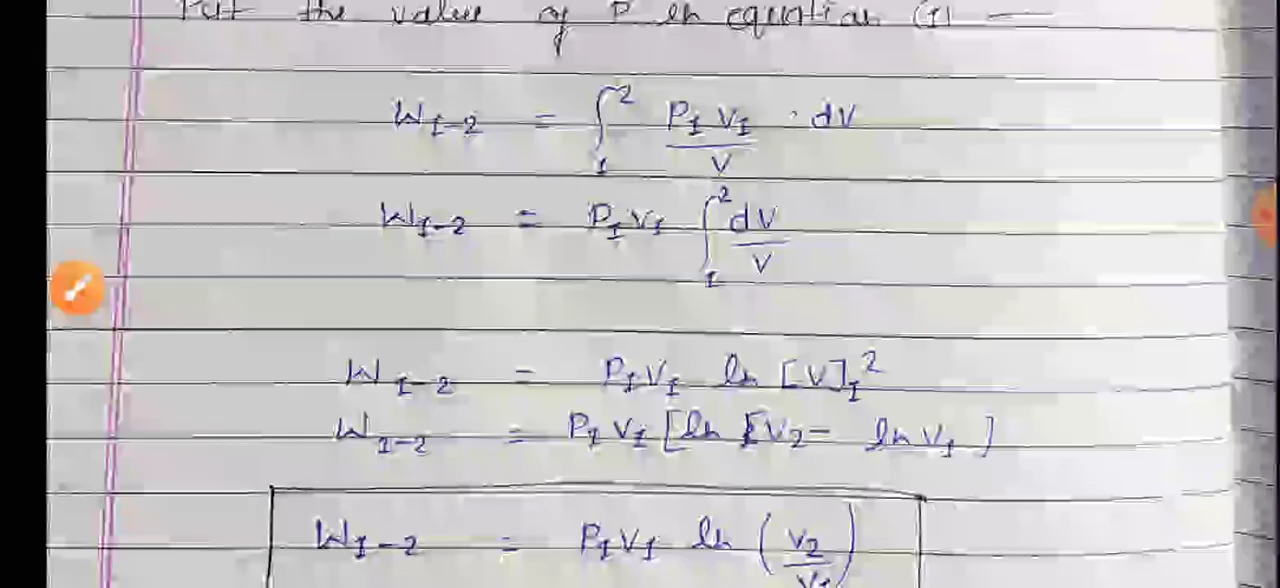 Put the value of P in equation (1) —
W₁₋₂ = ∫₁² P₁V₁/V · dV
W₁₋₂ = P₁V₁ ∫₁² dV/V
W₁₋₂ = P₁V₁ ln [V]₁²
W₁₋₂ = P₁V₁ [ln V₂ - ln V₁]
W₁₋₂ = P₁V₁ ln (V₂/V₁)